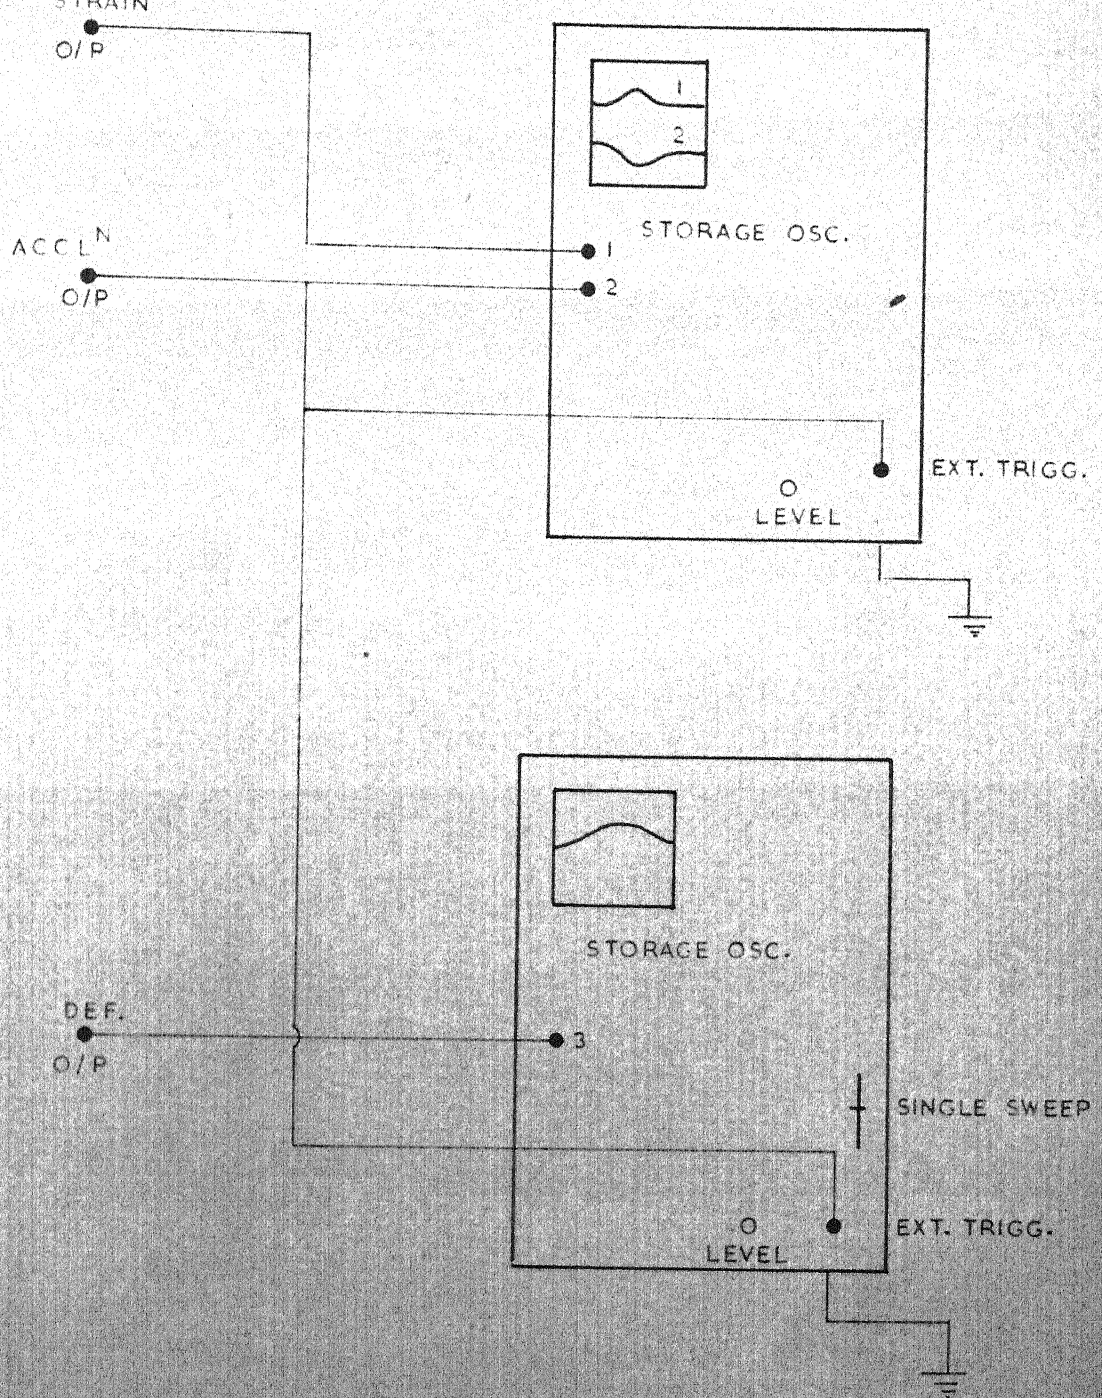 STRAIN
O/P
1
2
STORAGE OSC.
ACCLN
O/P
1
2
EXT. TRIGG.
O
LEVEL
STORAGE OSC.
DEF.
O/P
3
SINGLE SWEEP
EXT. TRIGG.
O
LEVEL